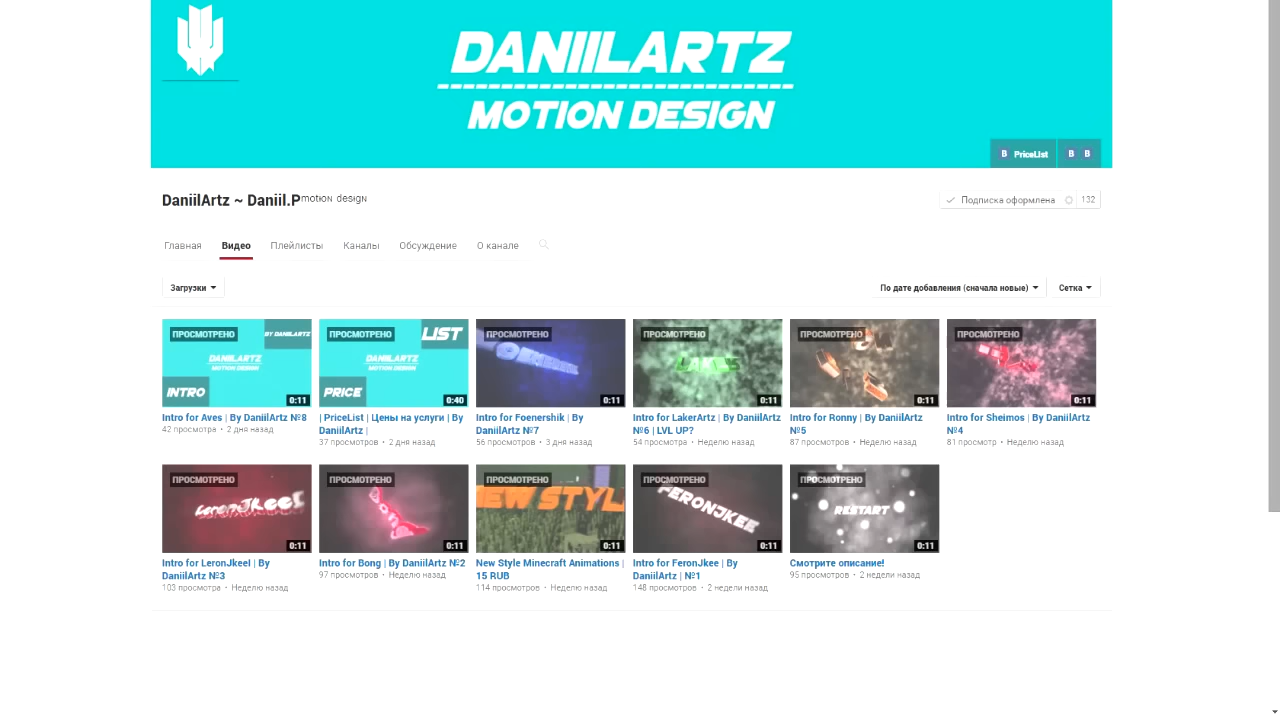 DANIILARTZ
MOTION DESIGN
B PriceList B B
DaniilArtz ~ Daniil.P motion design
Подписка оформлена 132
Главная Видео Плейлисты Каналы Обсуждение О канале
Загрузки По дате добавления (сначала новые) Сетка
ПРОСМОТРЕНО BY DANIILARTZ
DANIILARTZ
MOTION DESIGN
INTRO 0:11
Intro for Aves | By DaniilArtz №8
42 просмотра • 2 дня назад
ПРОСМОТРЕНО LIST
DANIILARTZ
MOTION DESIGN
PRICE 0:40
| PriceList | Цены на услуги | By
DaniilArtz |
37 просмотров • 2 дня назад
ПРОСМОТРЕНО
0:11
Intro for Foenershik | By
DaniilArtz №7
56 просмотров • 3 дня назад
ПРОСМОТРЕНО
0:11
Intro for LakerArtz | By DaniilArtz
№6 | LVL UP?
54 просмотра • Неделю назад
ПРОСМОТРЕНО
0:11
Intro for Ronny | By DaniilArtz
№5
87 просмотров • Неделю назад
ПРОСМОТРЕНО
0:11
Intro for Sheimos | By DaniilArtz
№4
81 просмотр • Неделю назад
ПРОСМОТРЕНО
LeronJkeel
0:11
Intro for LeronJkeel | By
DaniilArtz №3
103 просмотра • Неделю назад
ПРОСМОТРЕНО
0:11
Intro for Bong | By DaniilArtz №2
97 просмотров • Неделю назад
ПРОСМОТРЕНО
NEW STYL
0:11
New Style Minecraft Animations |
15 RUB
114 просмотров • Неделю назад
ПРОСМОТРЕНО
FERONJKEE
0:11
Intro for FeronJkee | By
DaniilArtz | №1
148 просмотров • 2 недели назад
ПРОСМОТРЕНО
RESTART
0:11
Смотрите описание!
95 просмотров • 2 недели назад